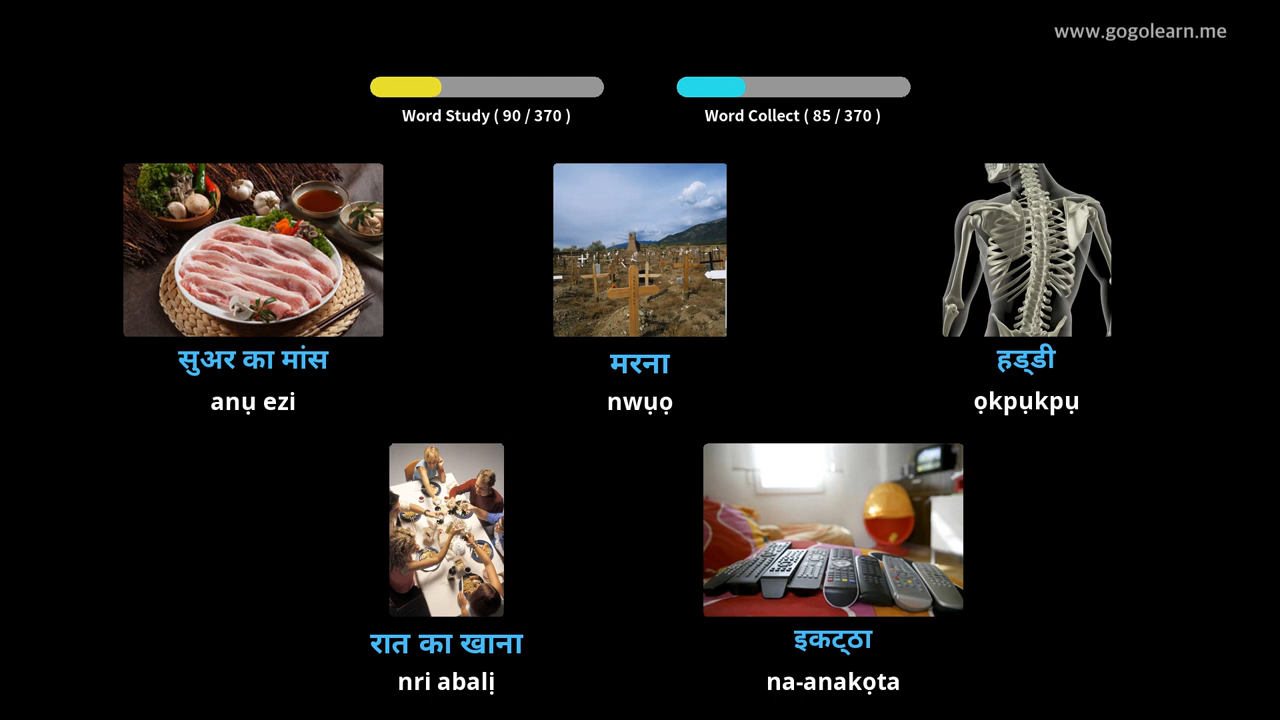 www.gogolearn.me
Word Study ( 90 / 370 )
Word Collect ( 85 / 370 )
सुअर का मांस
मरना
हड्डी
anụ ezi
nwụọ
ọkpụkpụ
रात का खाना
इकट्ठा
nri abalị
na-anakọta